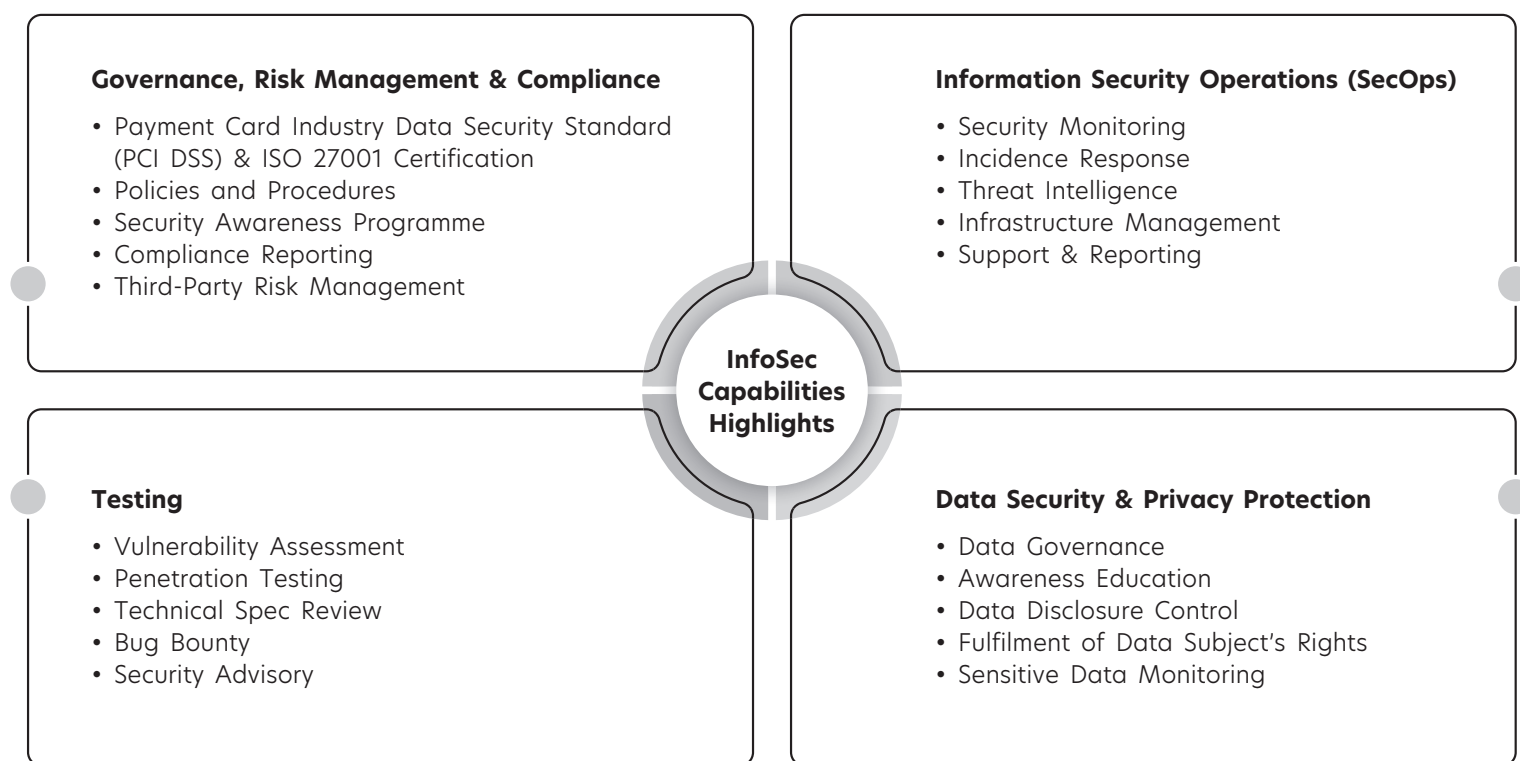 Governance, Risk Management & Compliance
• Payment Card Industry Data Security Standard
(PCI DSS) & ISO 27001 Certification
• Policies and Procedures
• Security Awareness Programme
• Compliance Reporting
• Third-Party Risk Management
Information Security Operations (SecOps)
• Security Monitoring
• Incidence Response
• Threat Intelligence
• Infrastructure Management
• Support & Reporting
InfoSec
Capabilities
Highlights
Testing
• Vulnerability Assessment
• Penetration Testing
• Technical Spec Review
• Bug Bounty
• Security Advisory
Data Security & Privacy Protection
• Data Governance
• Awareness Education
• Data Disclosure Control
• Fulfilment of Data Subject's Rights
• Sensitive Data Monitoring